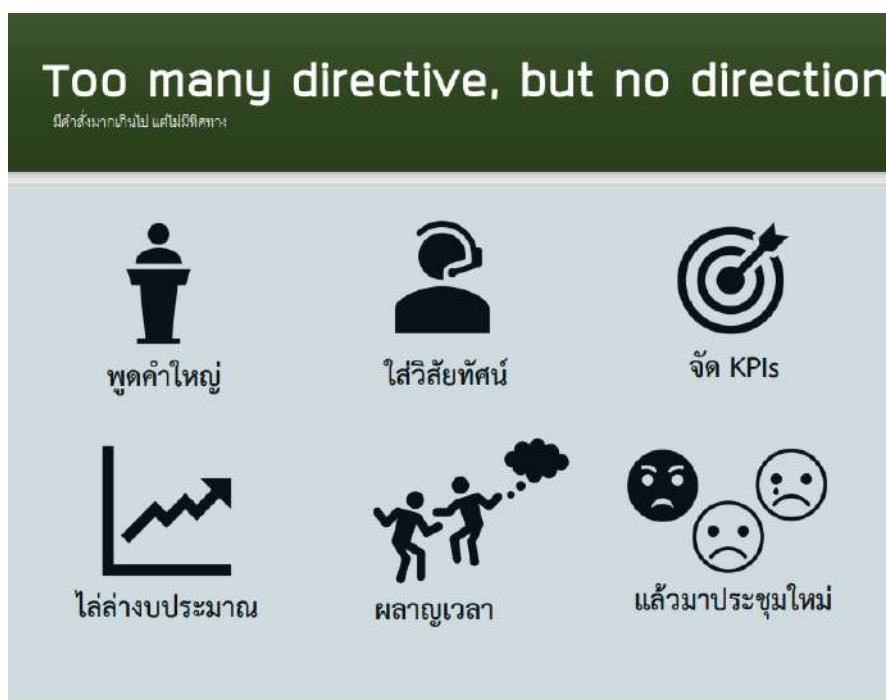 Too many directive, but no direction
มีคำสั่งมากเกินไป แต่ไม่มีทิศทาง
พูดคำใหญ่
ใส่วิสัยทัศน์
จัด KPIs
ไล่ล่างบประมาณ
ผลาญเวลา
แล้วมาประชุมใหม่